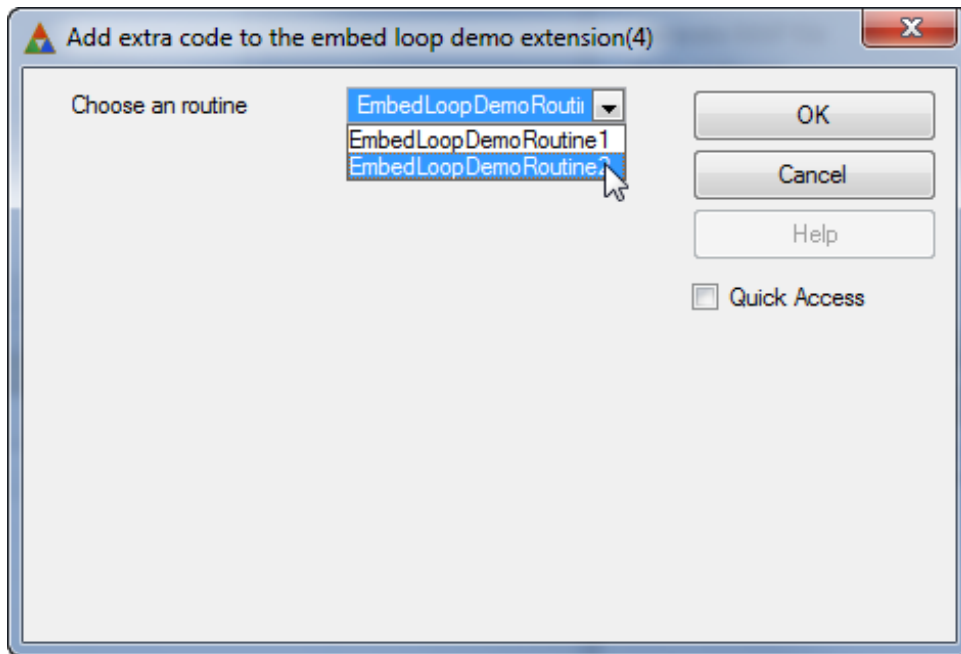 Add extra code to the embed loop demo extension(4)
Choose an routine
EmbedLoopDemoRouti
OK
EmbedLoopDemoRoutine1
EmbedLoopDemoRoutine2
Cancel
Help
Quick Access